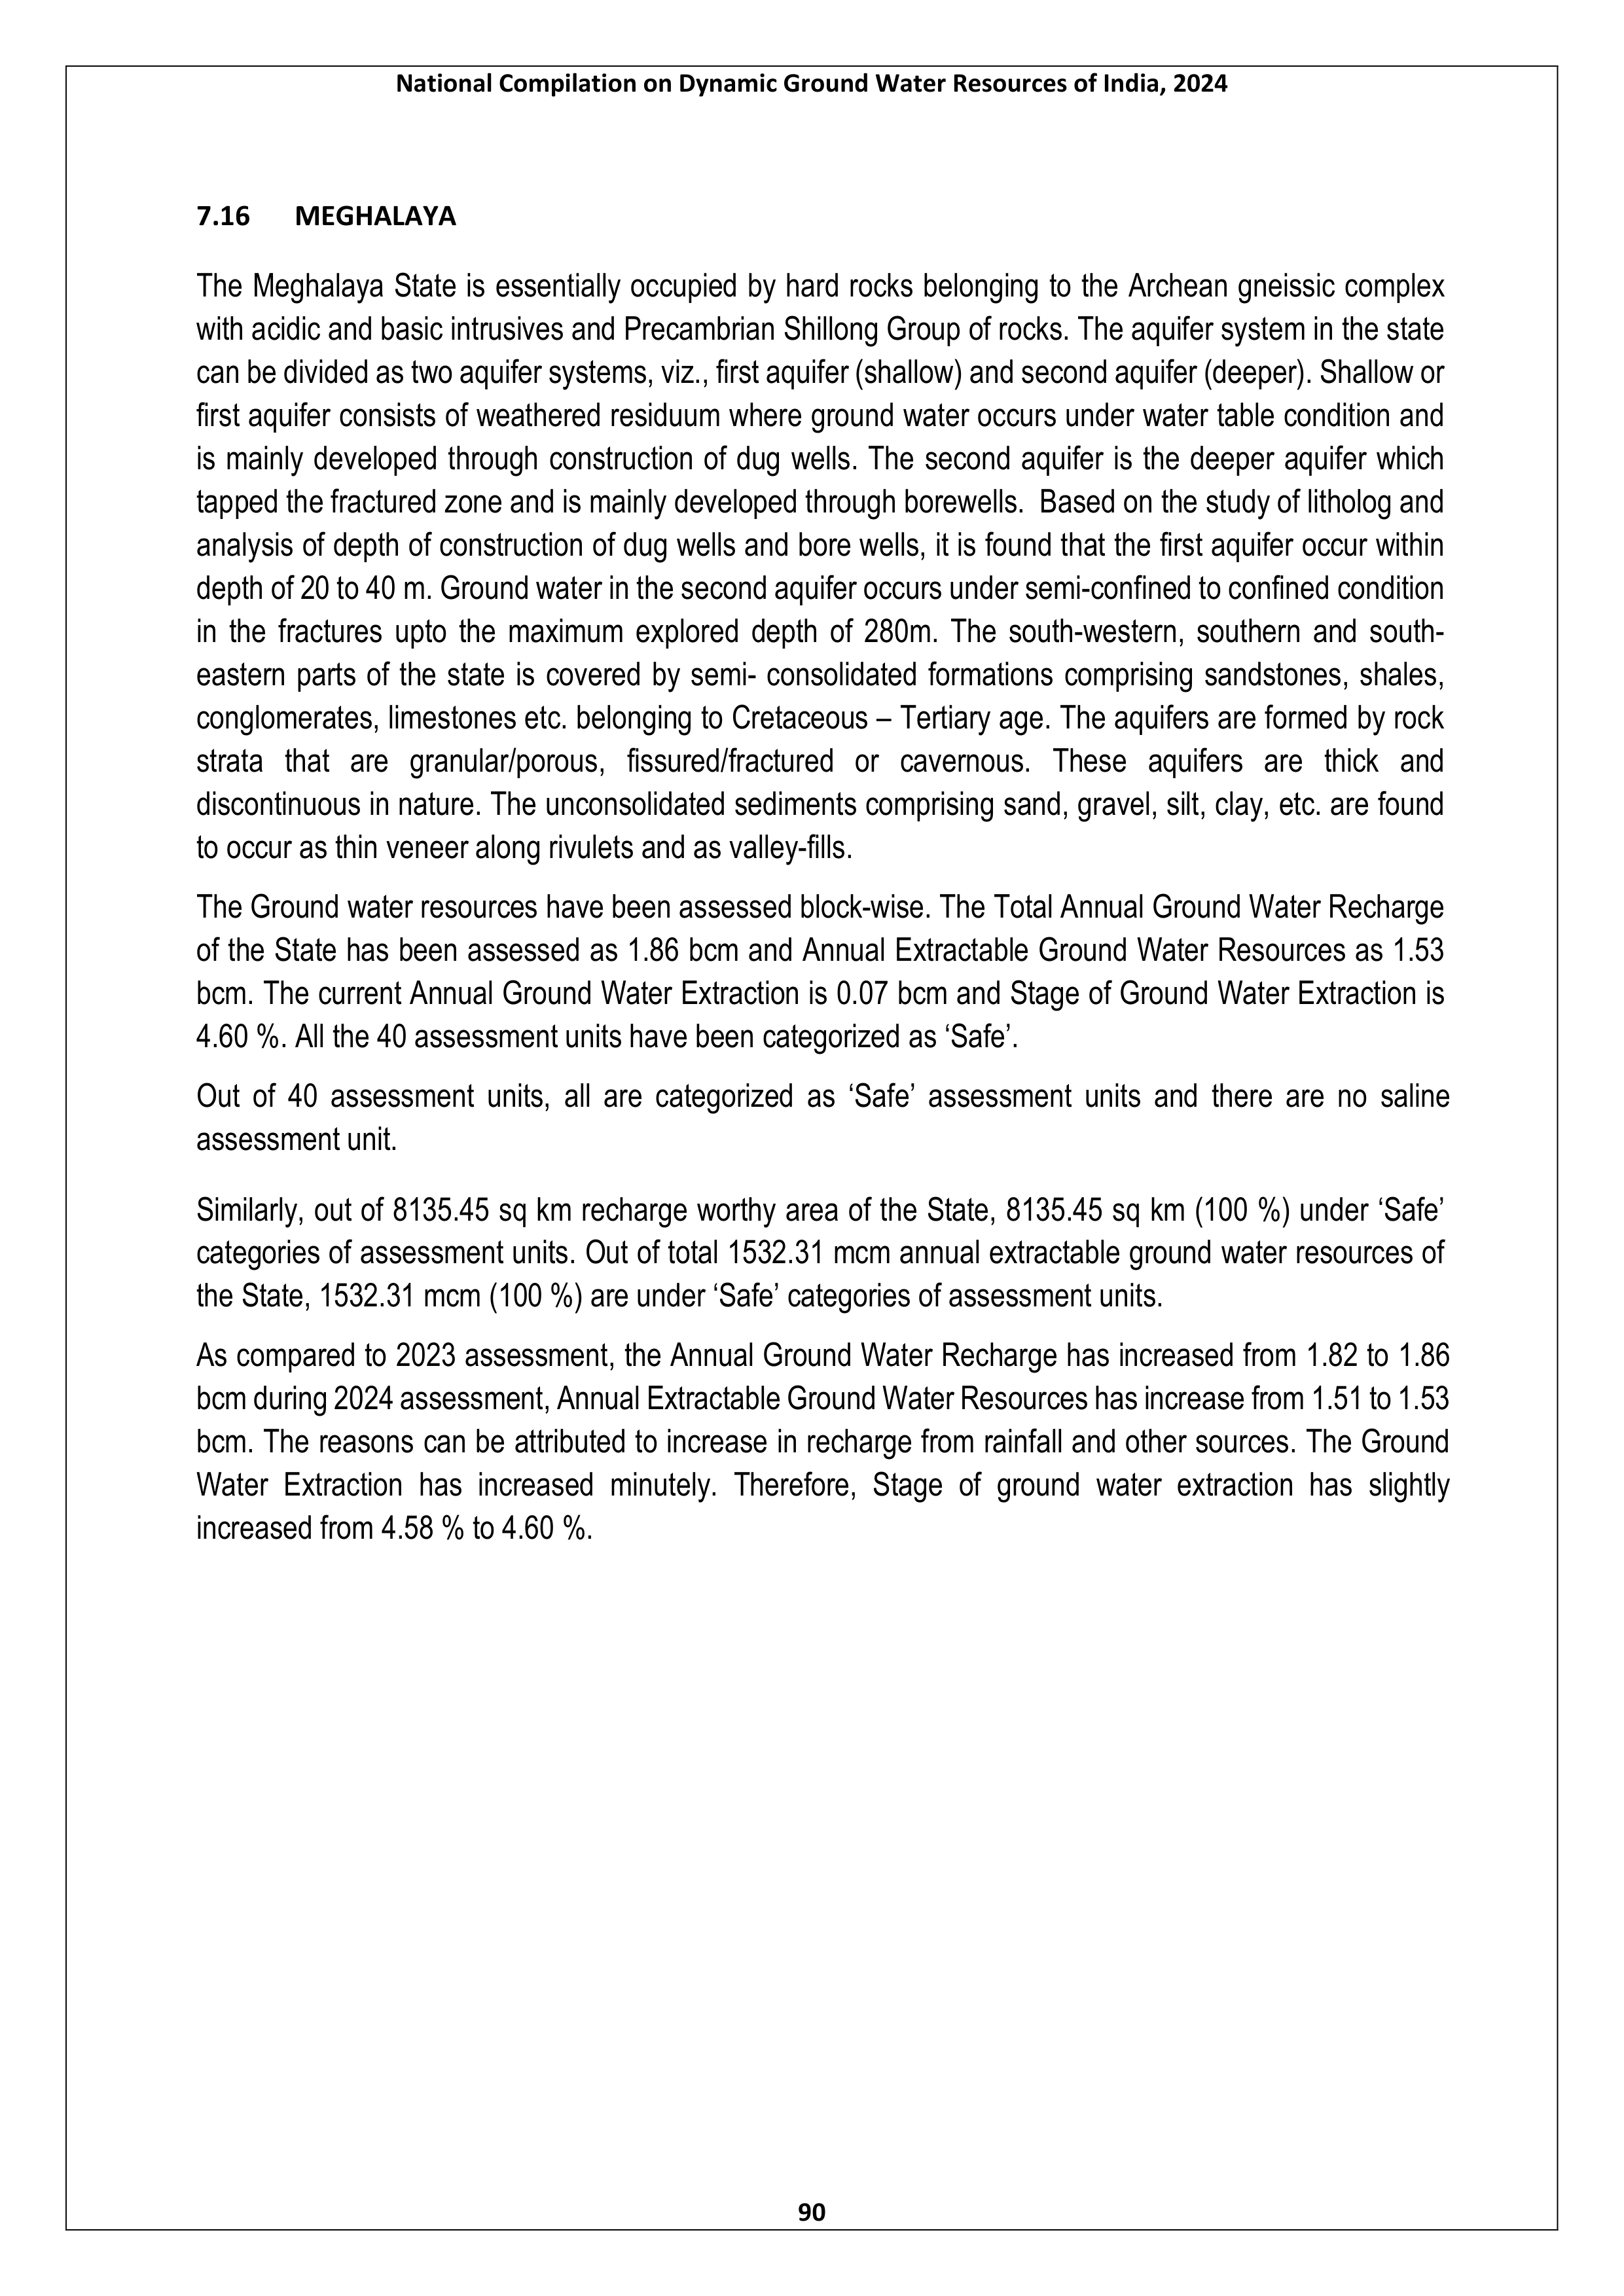 National Compilation on Dynamic Ground Water Resources of India, 2024
7.16 MEGHALAYA
The Meghalaya State is essentially occupied by hard rocks belonging to the Archean gneissic complex
with acidic and basic intrusives and Precambrian Shillong Group of rocks. The aquifer system in the state
can be divided as two aquifer systems, viz., first aquifer (shallow) and second aquifer (deeper). Shallow or
first aquifer consists of weathered residuum where ground water occurs under water table condition and
is mainly developed through construction of dug wells. The second aquifer is the deeper aquifer which
tapped the fractured zone and is mainly developed through borewells. Based on the study of litholog and
analysis of depth of construction of dug wells and bore wells, it is found that the first aquifer occur within
depth of 20 to 40 m. Ground water in the second aquifer occurs under semi-confined to confined condition
in the fractures upto the maximum explored depth of 280m. The south-western, southern and south-
eastern parts of the state is covered by semi- consolidated formations comprising sandstones, shales,
conglomerates, limestones etc. belonging to Cretaceous – Tertiary age. The aquifers are formed by rock
strata that are granular/porous, fissured/fractured or cavernous. These aquifers are thick and
discontinuous in nature. The unconsolidated sediments comprising sand, gravel, silt, clay, etc. are found
to occur as thin veneer along rivulets and as valley-fills.
The Ground water resources have been assessed block-wise. The Total Annual Ground Water Recharge
of the State has been assessed as 1.86 bcm and Annual Extractable Ground Water Resources as 1.53
bcm. The current Annual Ground Water Extraction is 0.07 bcm and Stage of Ground Water Extraction is
4.60 %. All the 40 assessment units have been categorized as ‘Safe’.
Out of 40 assessment units, all are categorized as ‘Safe’ assessment units and there are no saline
assessment unit.
Similarly, out of 8135.45 sq km recharge worthy area of the State, 8135.45 sq km (100 %) under ‘Safe’
categories of assessment units. Out of total 1532.31 mcm annual extractable ground water resources of
the State, 1532.31 mcm (100 %) are under ‘Safe’ categories of assessment units.
As compared to 2023 assessment, the Annual Ground Water Recharge has increased from 1.82 to 1.86
bcm during 2024 assessment, Annual Extractable Ground Water Resources has increase from 1.51 to 1.53
bcm. The reasons can be attributed to increase in recharge from rainfall and other sources. The Ground
Water Extraction has increased minutely. Therefore, Stage of ground water extraction has slightly
increased from 4.58 % to 4.60 %.
90